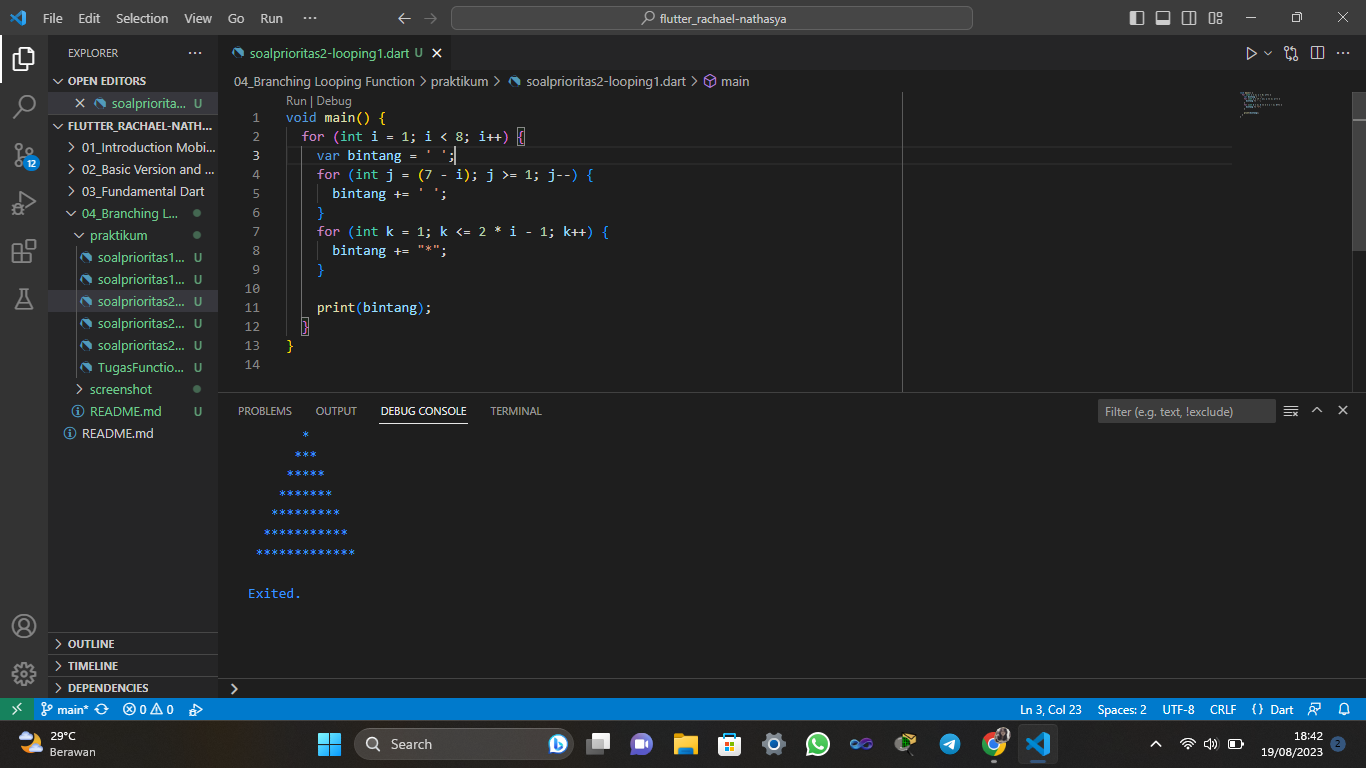 File Edit Selection View Go Run ···
flutter_rachael-nathasya
EXPLORER
OPEN EDITORS
soalpriorita... U
FLUTTER_RACHAEL-NATH...
01_Introduction Mobi...
02_Basic Version and ...
03_Fundamental Dart
04_Branching L...
praktikum
soalprioritas1... U
soalprioritas1... U
soalprioritas2... U
soalprioritas2... U
soalprioritas2... U
TugasFunctio... U
screenshot
README.md U
README.md
OUTLINE
TIMELINE
DEPENDENCIES
12
soalprioritas2-looping1.dart U
04_Branching Looping Function > praktikum > soalprioritas2-looping1.dart > main
Run | Debug
1 void main() {
2 for (int i = 1; i < 8; i++) {
3 var bintang = ' ';
4 for (int j = (7 - i); j >= 1; j--) {
5 bintang += ' ';
6 }
7 for (int k = 1; k <= 2 * i - 1; k++) {
8 bintang += "*";
9 }
10
11 print(bintang);
12 }
13 }
14
PROBLEMS OUTPUT DEBUG CONSOLE TERMINAL
Filter (e.g. text, !exclude)
*
***
*****
*******
*********
***********
*************
Exited.
main* 0 0 Ln 3, Col 23 Spaces: 2 UTF-8 CRLF {} Dart
29°C
Berawan
Search
18:42
19/08/2023
2